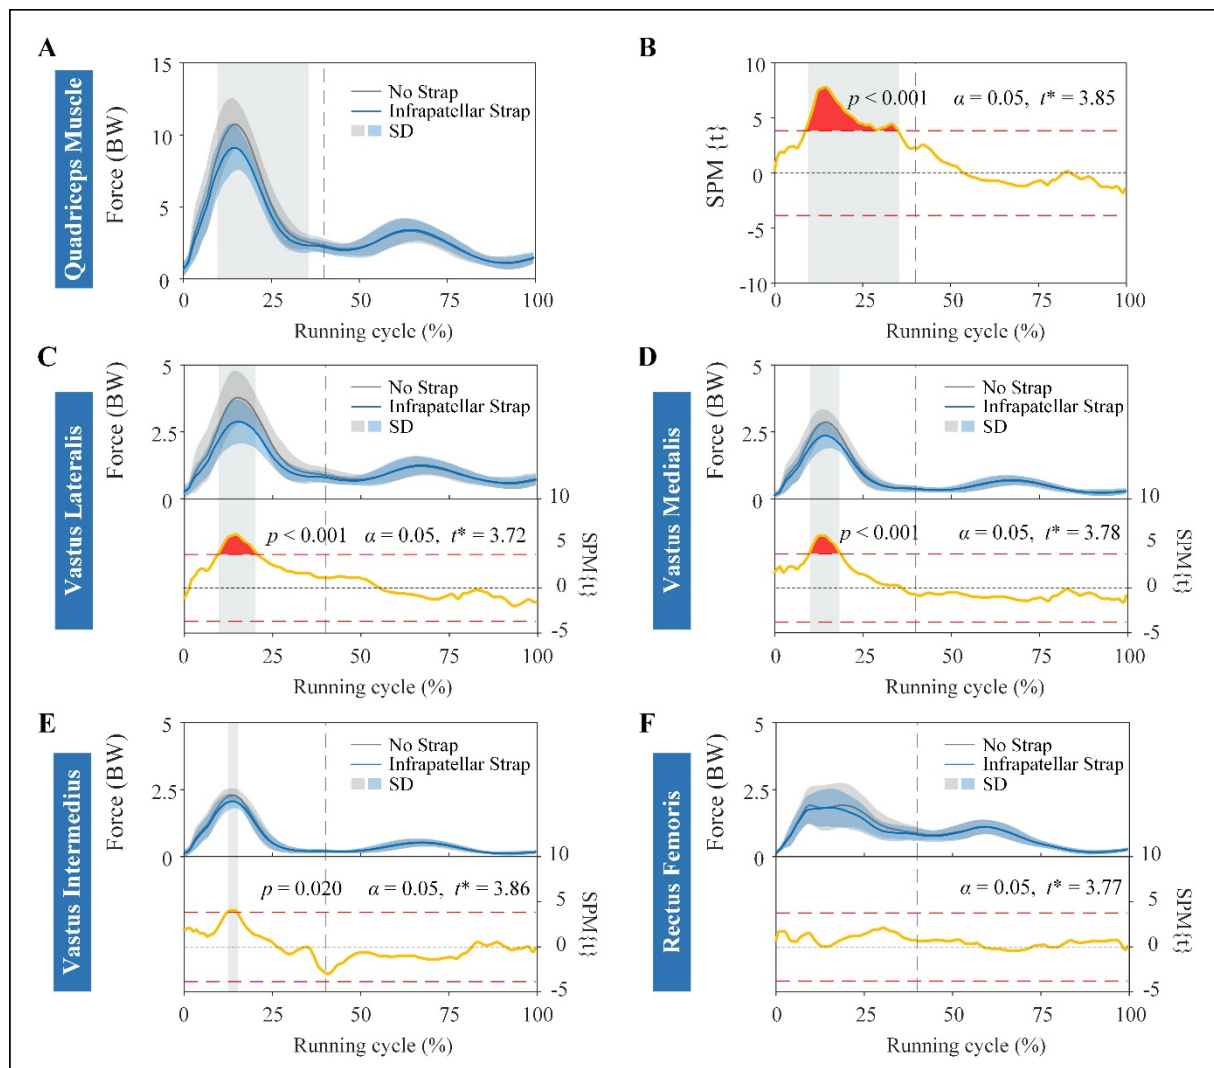 A
Quadriceps Muscle
Force (BW)
15
10
5
0
No Strap
Infrapatellar Strap
SD
0 25 50 75 100
Running cycle (%)
B
SPM {t}
10
5
0
-5
-10
p < 0.001 α = 0.05, t* = 3.85
0 25 50 75 100
Running cycle (%)
C
Vastus Lateralis
Force (BW)
5
2.5
0
No Strap
Infrapatellar Strap
SD
p < 0.001 α = 0.05, t* = 3.72
10
5
0
-5
SPM{t}
0 25 50 75 100
Running cycle (%)
D
Vastus Medialis
Force (BW)
5
2.5
0
No Strap
Infrapatellar Strap
SD
p < 0.001 α = 0.05, t* = 3.78
10
5
0
-5
SPM{t}
0 25 50 75 100
Running cycle (%)
E
Vastus Intermedius
Force (BW)
5
2.5
0
No Strap
Infrapatellar Strap
SD
p = 0.020 α = 0.05, t* = 3.86
10
5
0
-5
SPM{t}
0 25 50 75 100
Running cycle (%)
F
Rectus Femoris
Force (BW)
5
2.5
0
No Strap
Infrapatellar Strap
SD
α = 0.05, t* = 3.77
10
5
0
-5
SPM{t}
0 25 50 75 100
Running cycle (%)